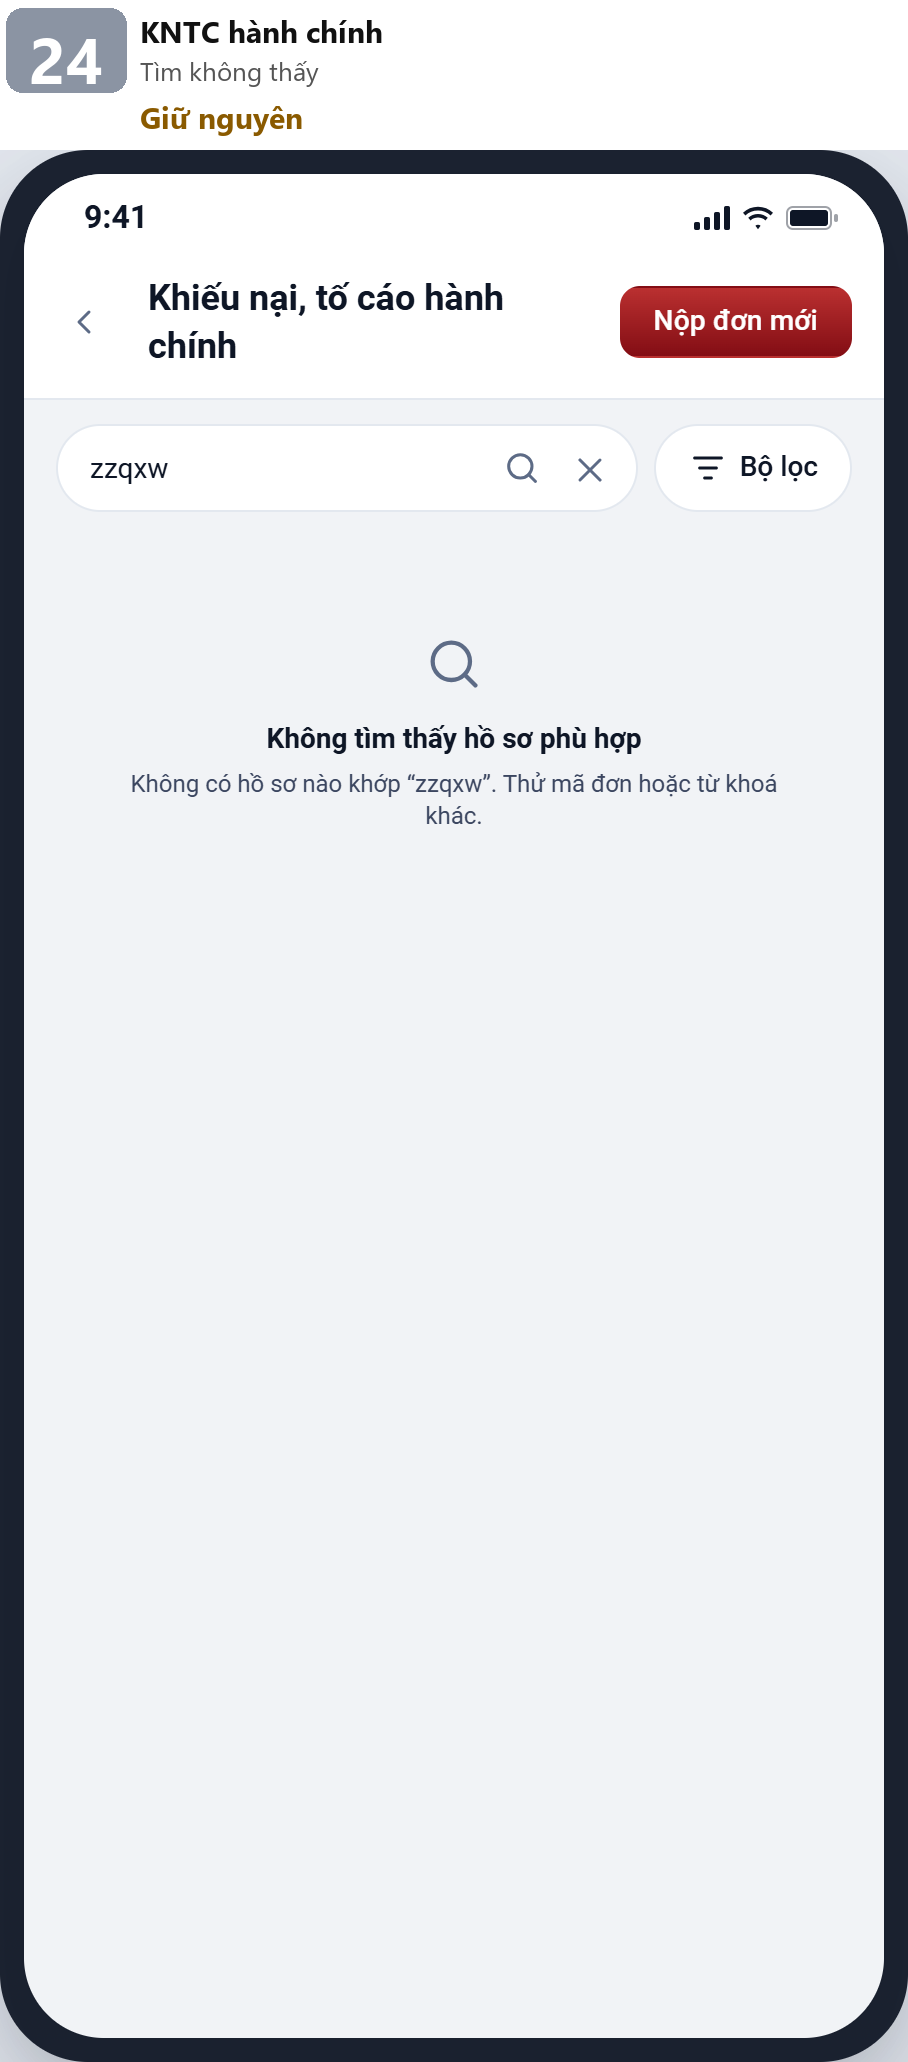 24
KNTC hành chính
Tìm không thấy
Giữ nguyên
9:41
Khiếu nại, tố cáo hành
chính
Nộp đơn mới
zzqxw
Bộ lọc
Không tìm thấy hồ sơ phù hợp
Không có hồ sơ nào khớp “zzqxw”. Thử mã đơn hoặc từ khoá
khác.